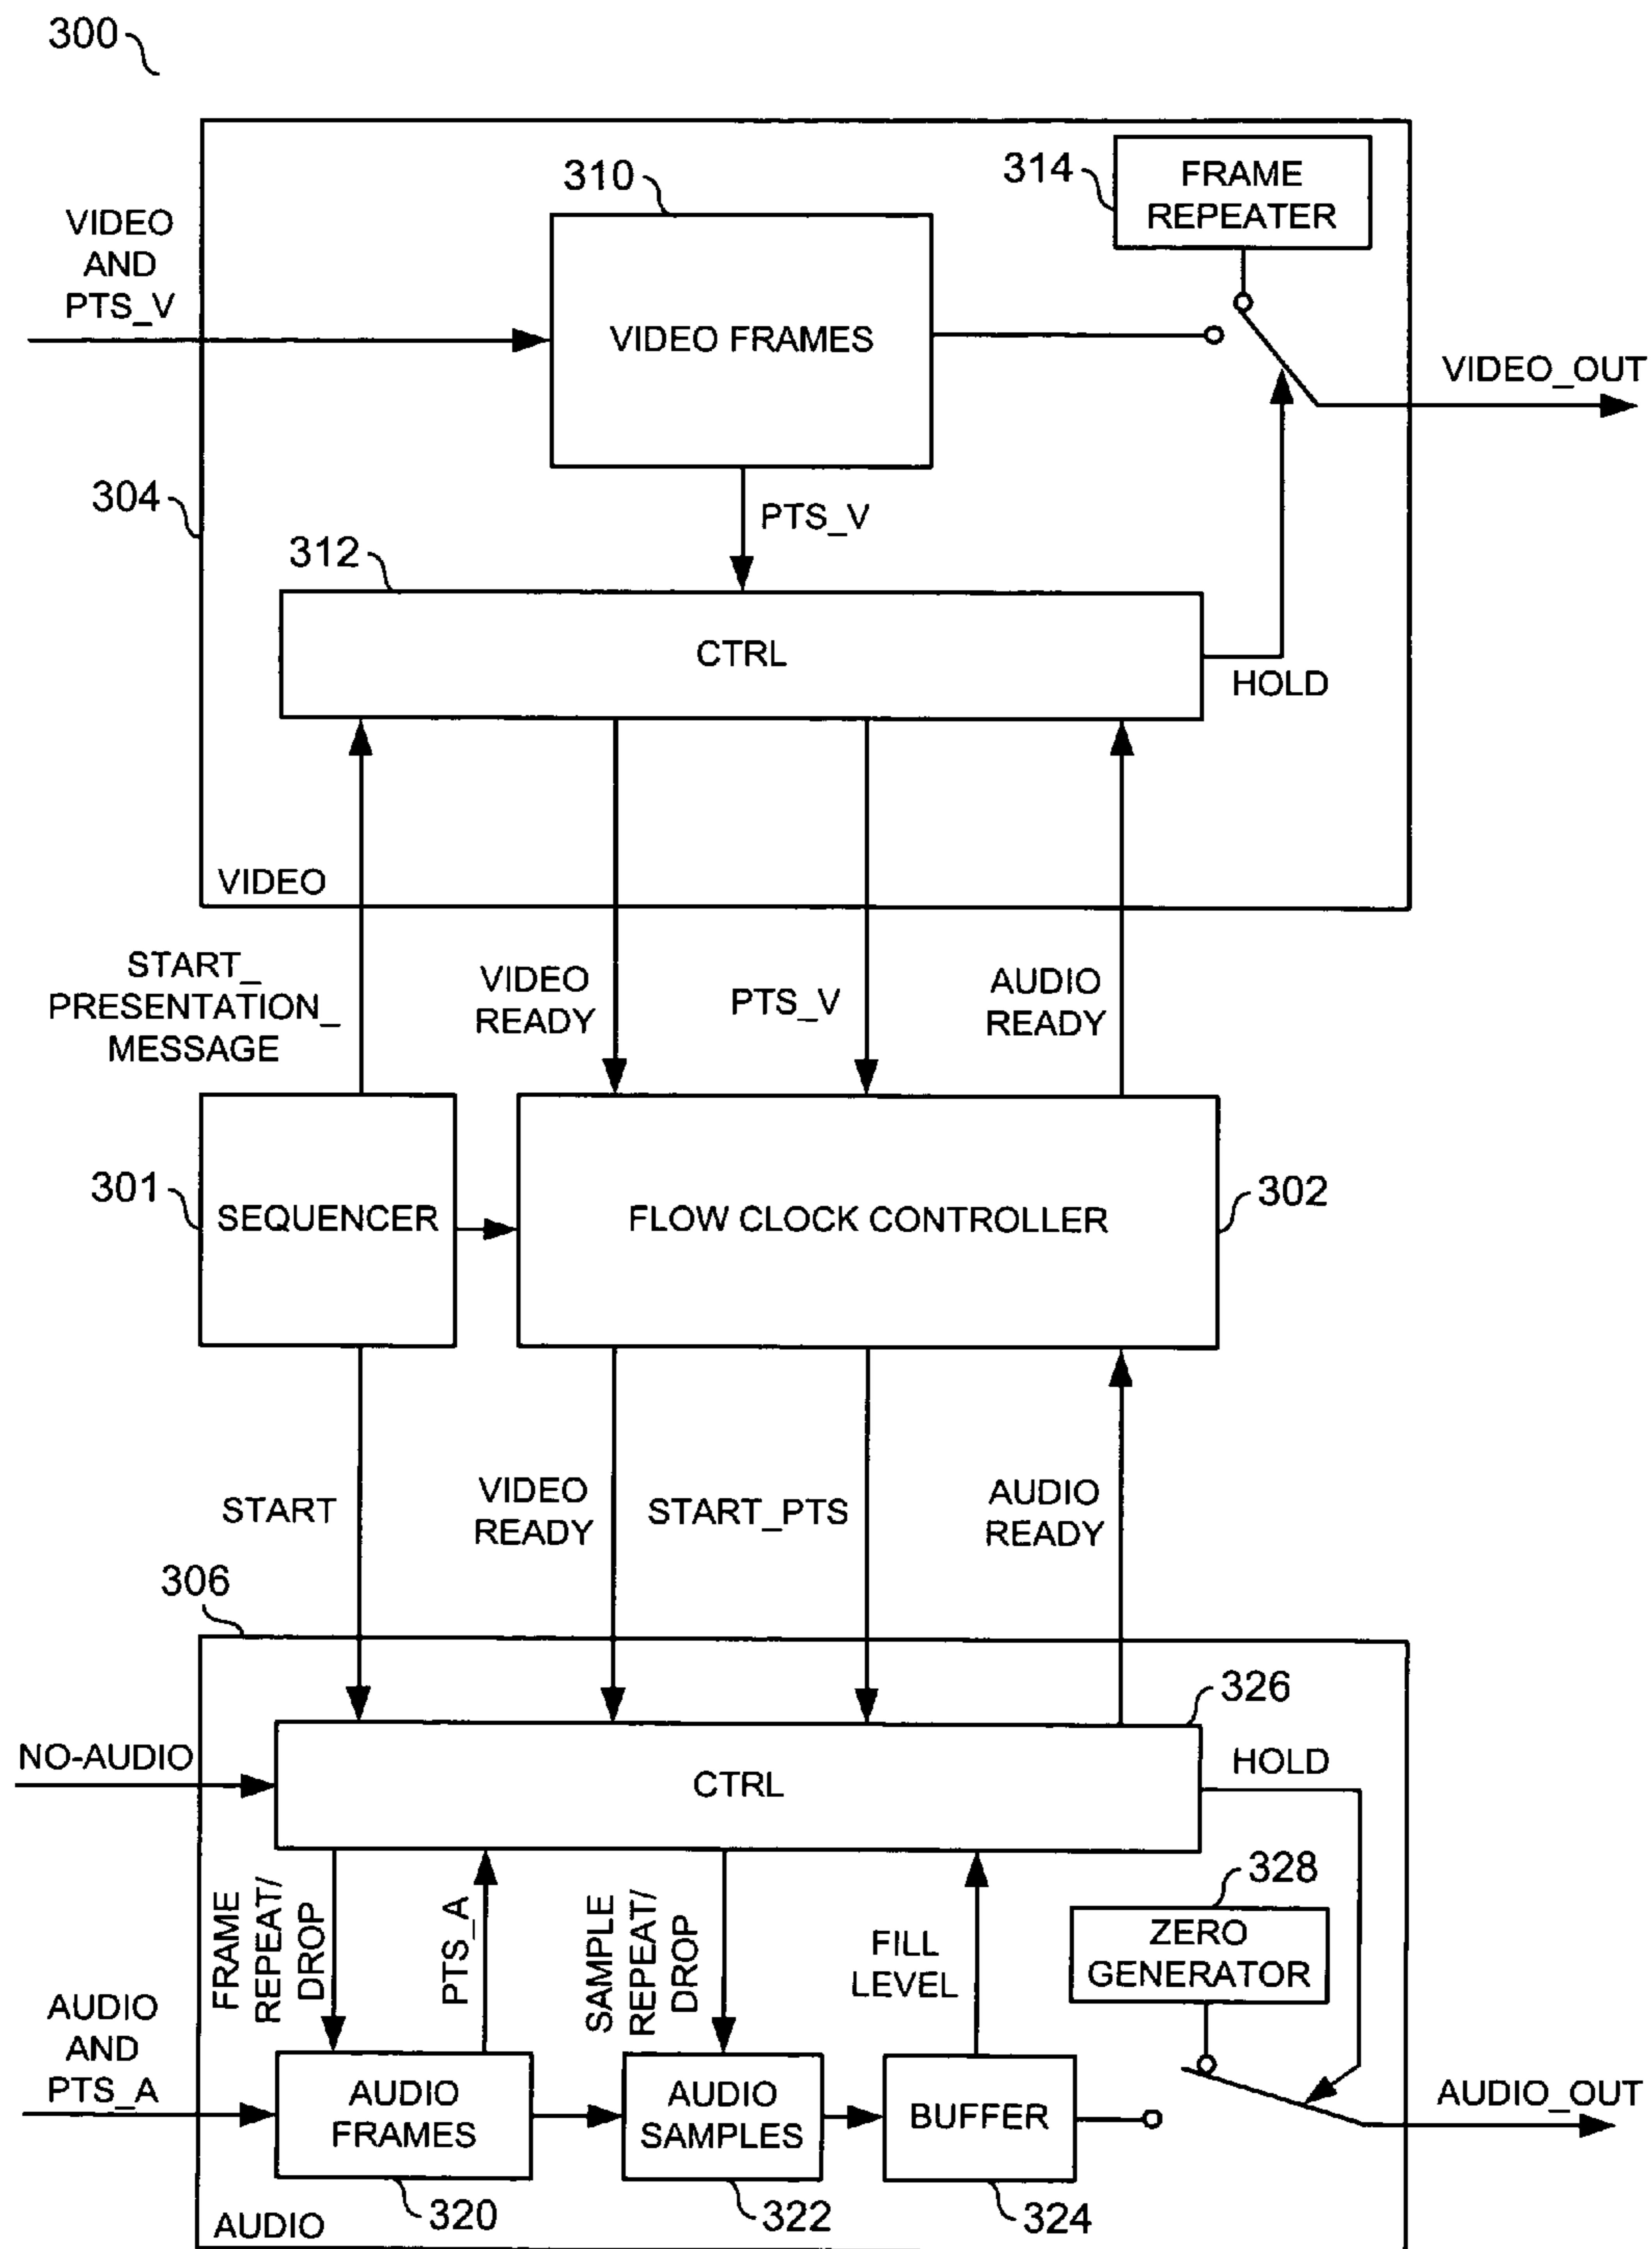 300
310
314
FRAME
REPEATER
VIDEO
AND
PTS_V
VIDEO FRAMES
VIDEO_OUT
304
PTS_V
312
CTRL
HOLD
VIDEO
START_
PRESENTATION_
MESSAGE
VIDEO
READY
PTS_V
AUDIO
READY
301
SEQUENCER
FLOW CLOCK CONTROLLER
302
START
VIDEO
READY
START_PTS
AUDIO
READY
306
326
NO-AUDIO
CTRL
HOLD
FRAME
REPEAT/
DROP
PTS_A
SAMPLE
REPEAT/
DROP
FILL
LEVEL
328
ZERO
GENERATOR
AUDIO
AND
PTS_A
AUDIO
FRAMES
AUDIO
SAMPLES
BUFFER
AUDIO_OUT
320
322
324
AUDIO